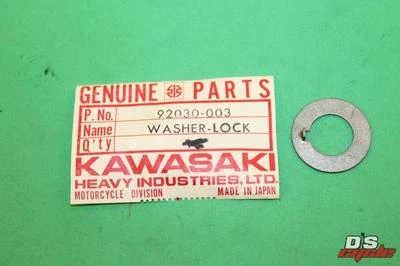 GENUINE PARTS
P. No. 92030-003
Name WASHER-LOCK
Q'ty
KAWASAKI
HEAVY INDUSTRIES, LTD.
MOTORCYCLE DIVISION MADE IN JAPAN
D'S
cycle